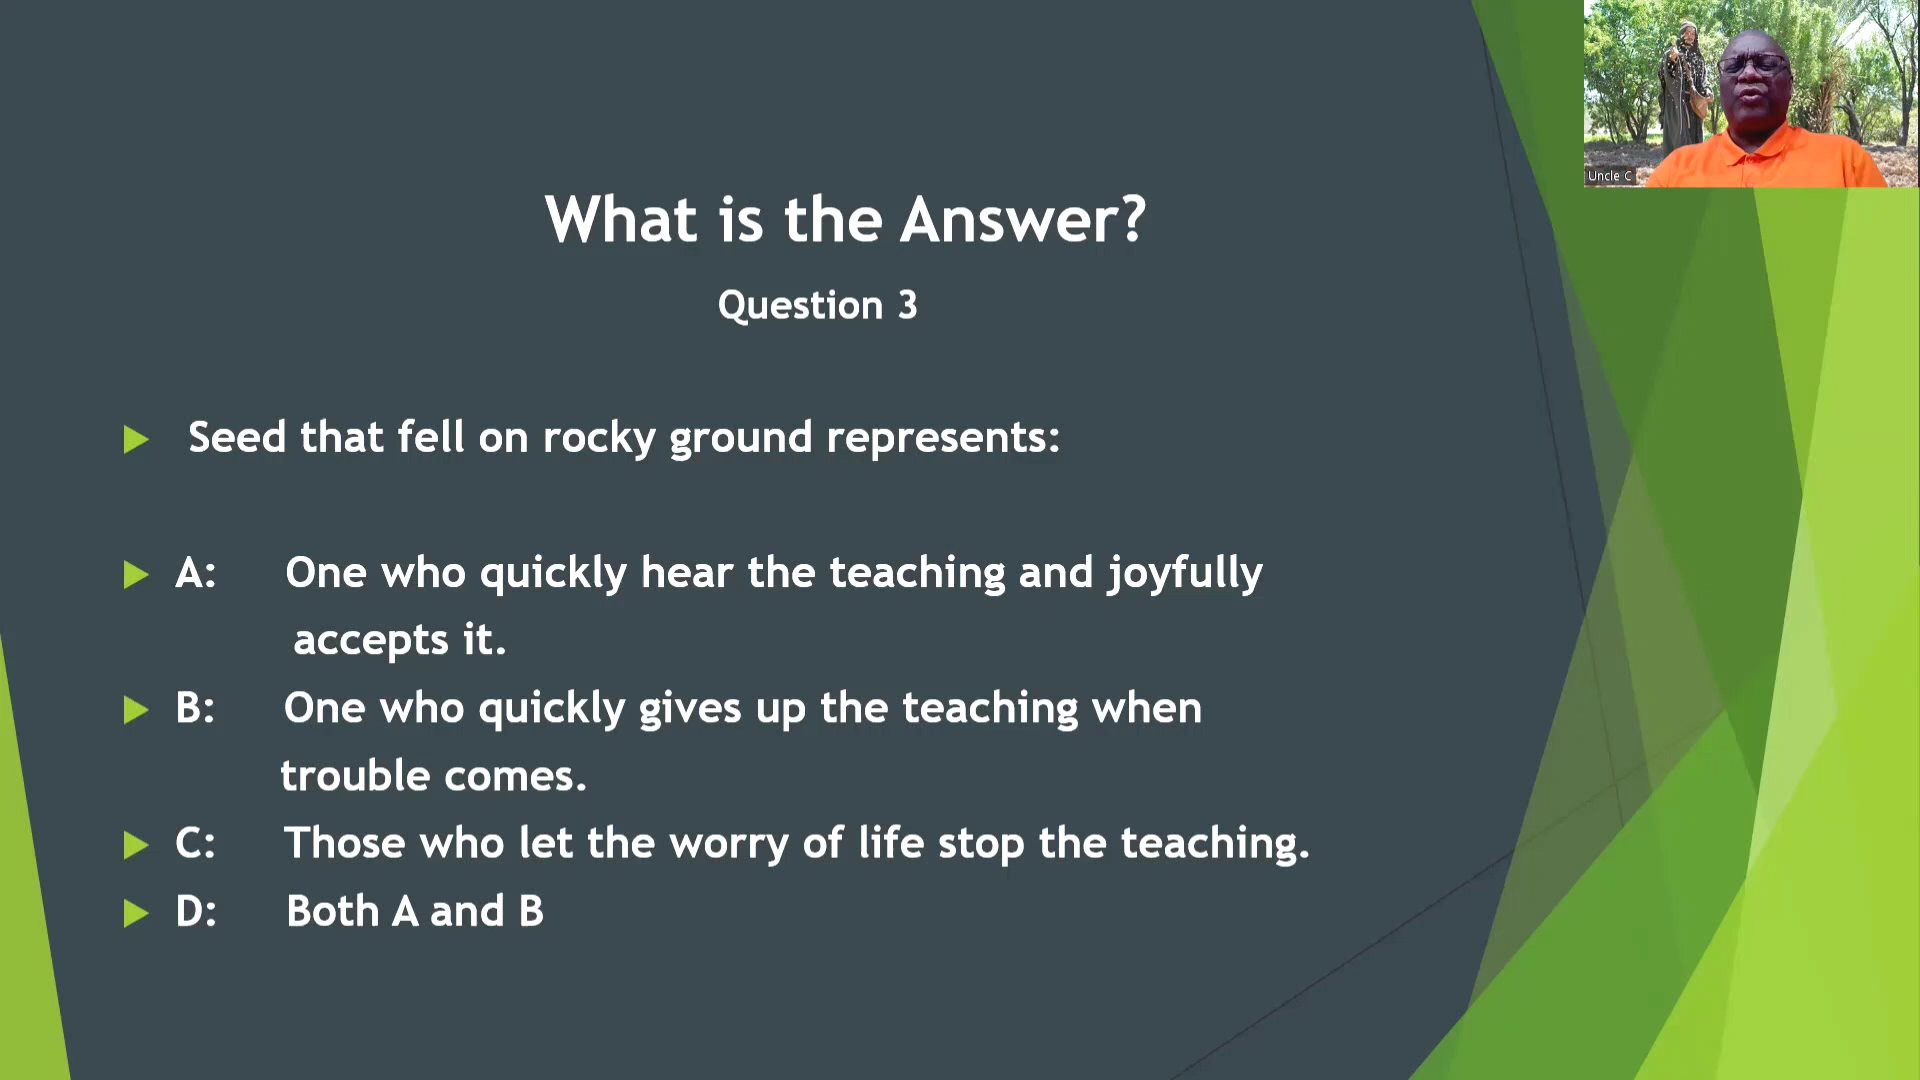 Uncle C
What is the Answer?
Question 3
Seed that fell on rocky ground represents:
A: One who quickly hear the teaching and joyfully
accepts it.
B: One who quickly gives up the teaching when
trouble comes.
C: Those who let the worry of life stop the teaching.
D: Both A and B